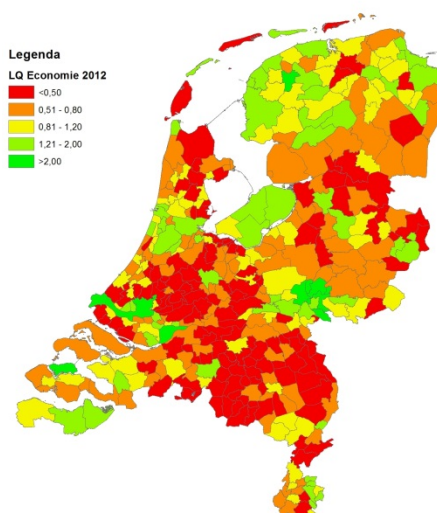 Legenda
LQ Economie 2012
<0,50
0,51 - 0,80
0,81 - 1,20
1,21 - 2,00
>2,00